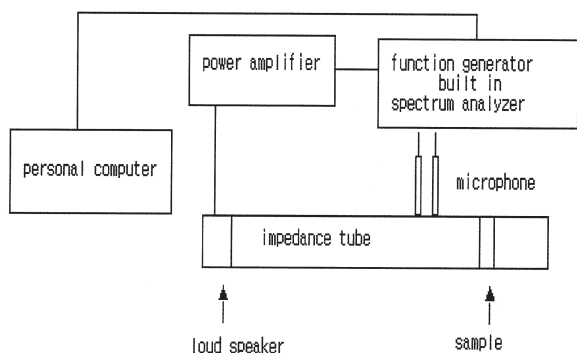 power amplifier
function generator
built in
spectrum analyzer
personal computer
microphone
impedance tube
loud speaker
sample